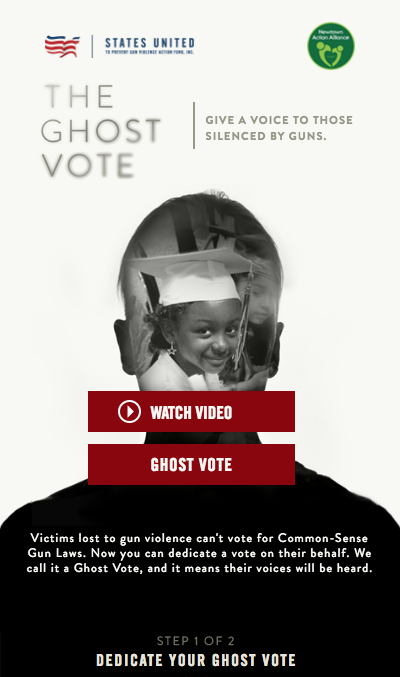 STATES UNITED
TO PREVENT GUN VIOLENCE ACTION FUND, INC.
Newtown
Action Alliance
THE
GHOST
VOTE
GIVE A VOICE TO THOSE
SILENCED BY GUNS.
WATCH VIDEO
GHOST VOTE
Victims lost to gun violence can't vote for Common-Sense
Gun Laws. Now you can dedicate a vote on their behalf. We
call it a Ghost Vote, and it means their voices will be heard.
STEP 1 OF 2
DEDICATE YOUR GHOST VOTE